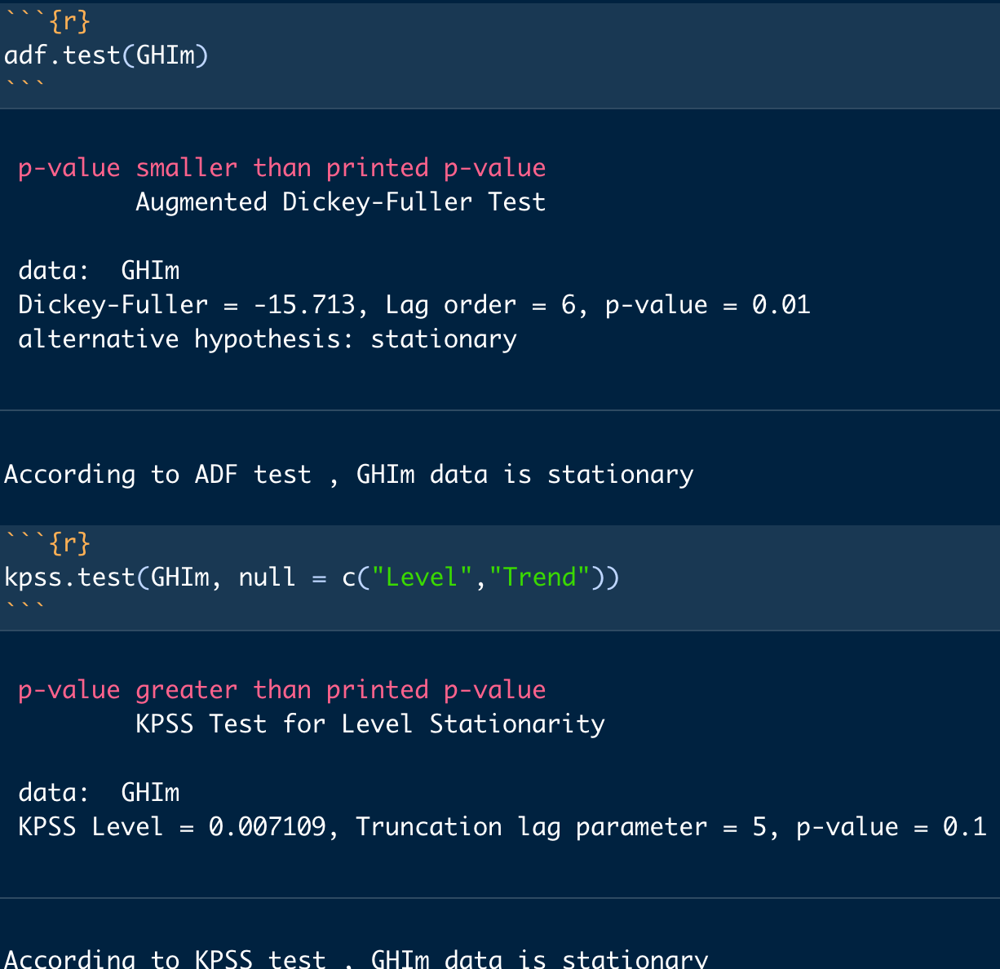 ```{r}
adf.test(GHIm)
```
p-value smaller than printed p-value
Augmented Dickey-Fuller Test
data:  GHIm
Dickey-Fuller = -15.713, Lag order = 6, p-value = 0.01
alternative hypothesis: stationary
According to ADF test , GHIm data is stationary
```{r}
kpss.test(GHIm, null = c("Level","Trend"))
```
p-value greater than printed p-value
KPSS Test for Level Stationarity
data:  GHIm
KPSS Level = 0.007109, Truncation lag parameter = 5, p-value = 0.1
According to KPSS test , GHIm data is stationary